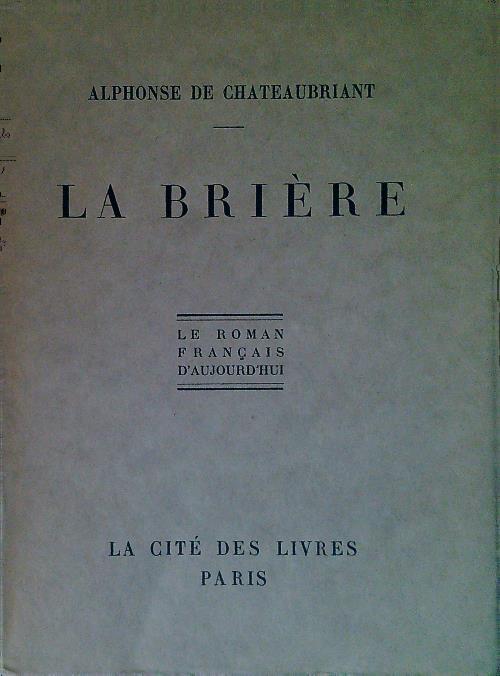 ALPHONSE DE CHATEAUBRIANT
LA BRIÈRE
LE ROMAN
FRANÇAIS
D'AUJOURD'HUI
LA CITÉ DES LIVRES
PARIS